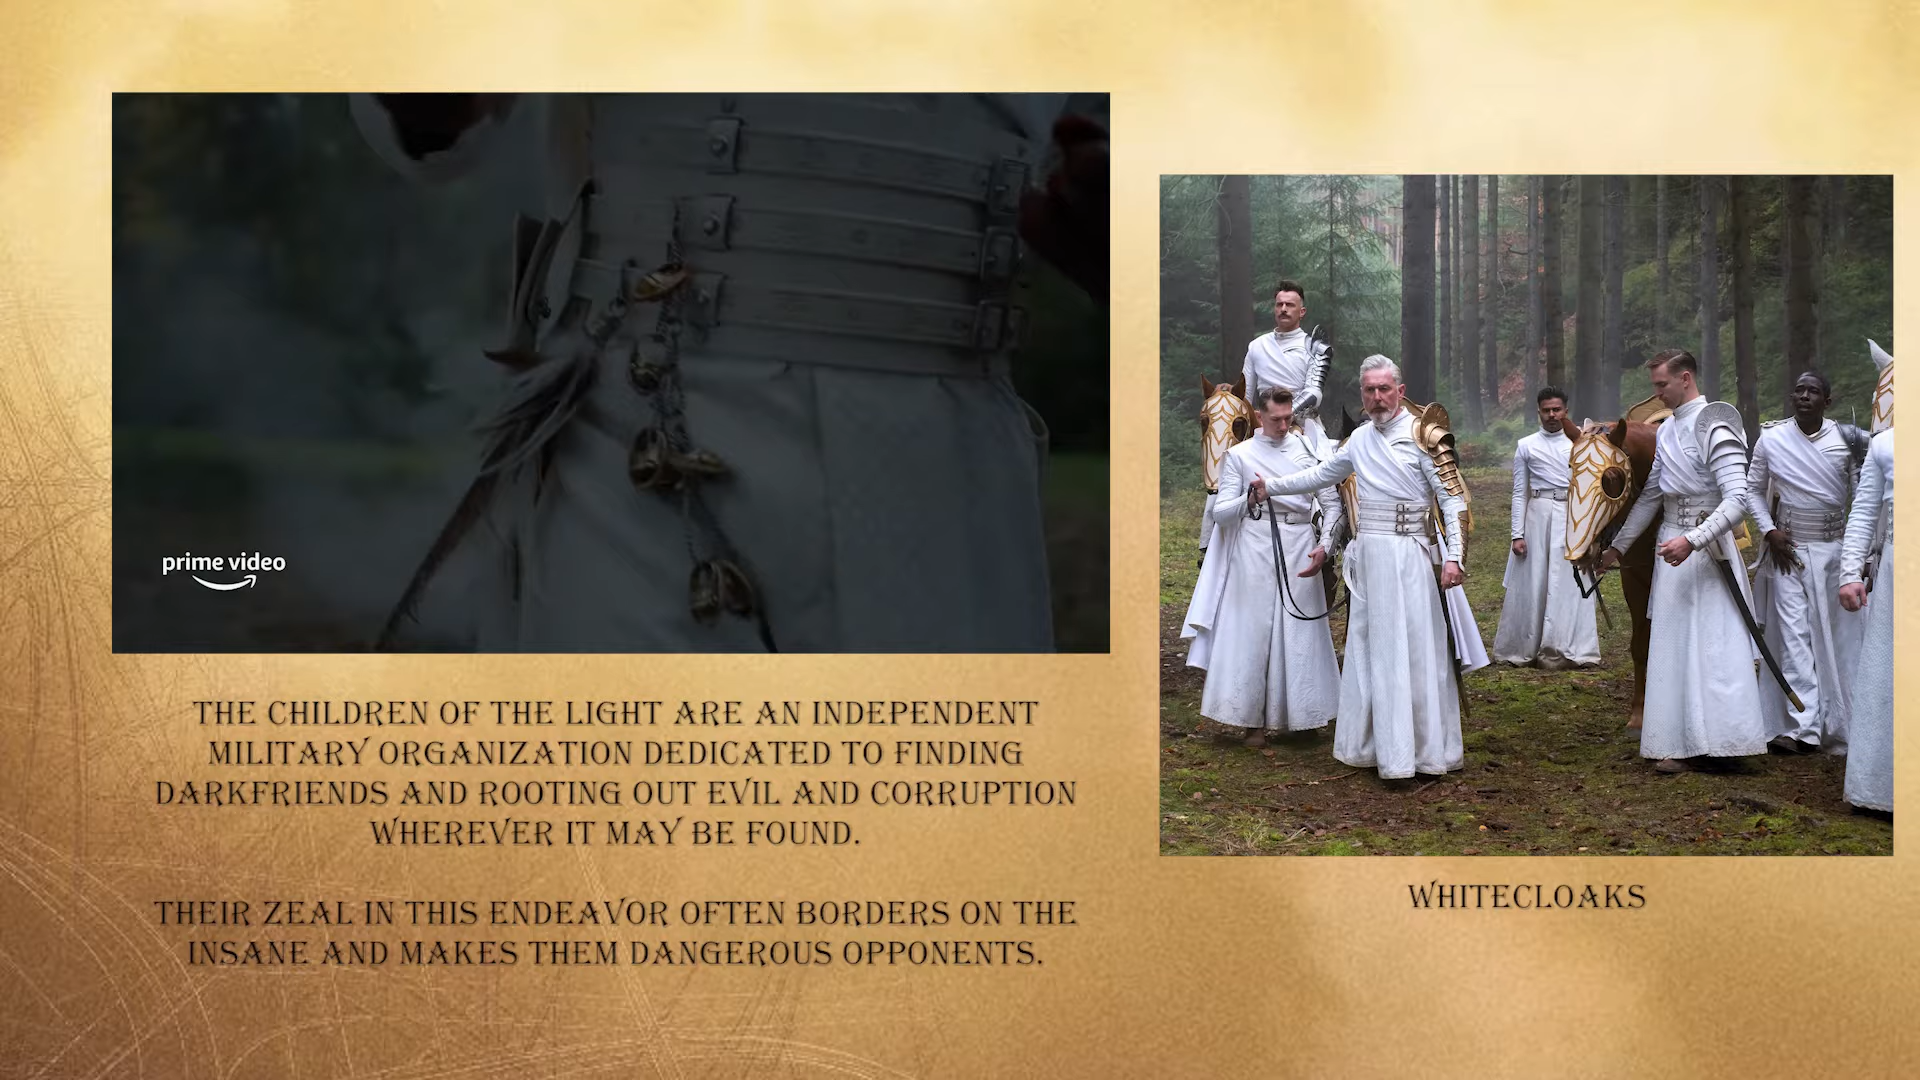 prime video
THE CHILDREN OF THE LIGHT ARE AN INDEPENDENT
MILITARY ORGANIZATION DEDICATED TO FINDING
DARKFRIENDS AND ROOTING OUT EVIL AND CORRUPTION
WHEREVER IT MAY BE FOUND.
THEIR ZEAL IN THIS ENDEAVOR OFTEN BORDERS ON THE
INSANE AND MAKES THEM DANGEROUS OPPONENTS.
WHITECLOAKS